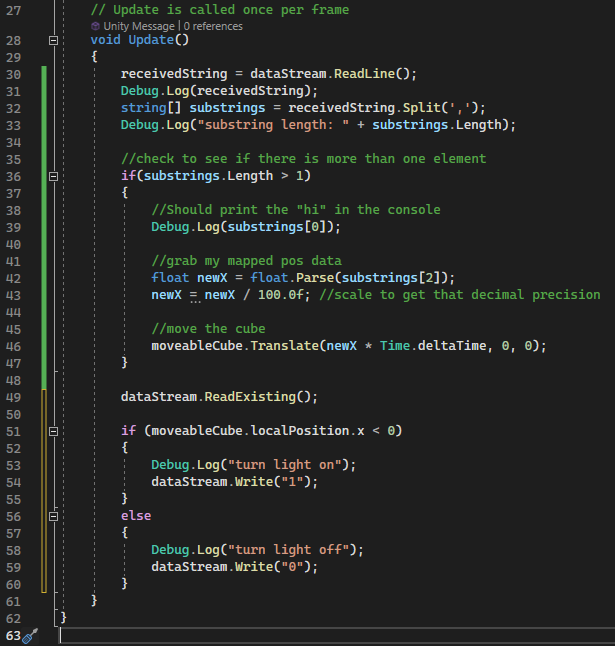 27 // Update is called once per frame
Unity Message | 0 references
28 void Update()
29 {
30 receivedString = dataStream.ReadLine();
31 Debug.Log(receivedString);
32 string[] substrings = receivedString.Split(',');
33 Debug.Log("substring length: " + substrings.Length);
34
35 //check to see if there is more than one element
36 if(substrings.Length > 1)
37 {
38 //Should print the "hi" in the console
39 Debug.Log(substrings[0]);
40
41 //grab my mapped pos data
42 float newX = float.Parse(substrings[2]);
43 newX = newX / 100.0f; //scale to get that decimal precision
44
45 //move the cube
46 moveableCube.Translate(newX * Time.deltaTime, 0, 0);
47 }
48
49 dataStream.ReadExisting();
50
51 if (moveableCube.localPosition.x < 0)
52 {
53 Debug.Log("turn light on");
54 dataStream.Write("1");
55 }
56 else
57 {
58 Debug.Log("turn light off");
59 dataStream.Write("0");
60 }
61 }
62 }
63